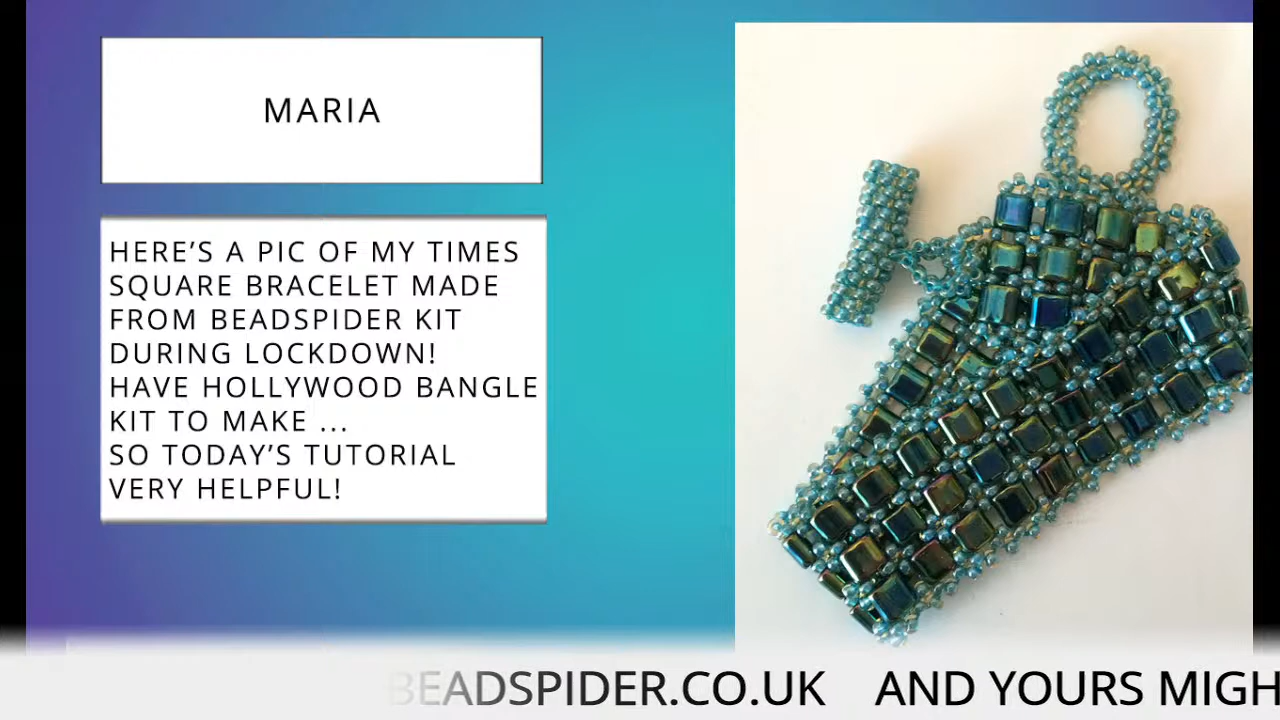 MARIA
HERE'S A PIC OF MY TIMES
SQUARE BRACELET MADE
FROM BEADSPIDER KIT
DURING LOCKDOWN!
HAVE HOLLYWOOD BANGLE
KIT TO MAKE ...
SO TODAY'S TUTORIAL
VERY HELPFUL!
BEADSPIDER.CO.UK AND YOURS MIGH